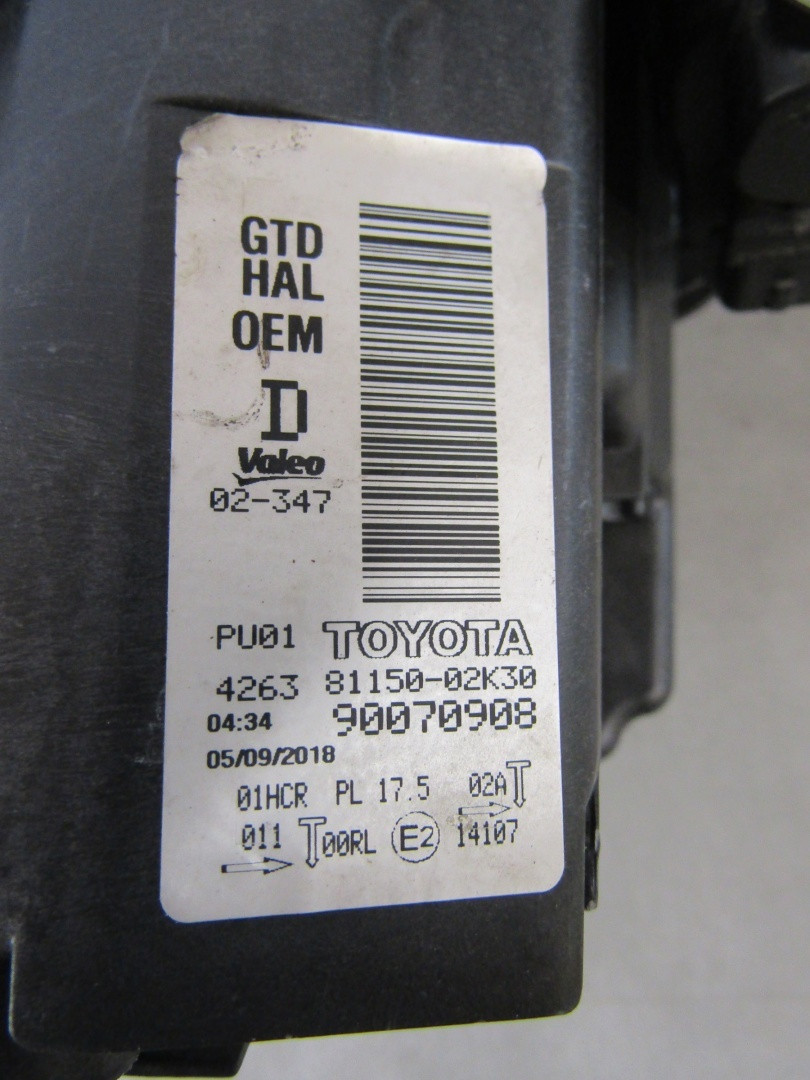 GTD
HAL
OEM
D
Valeo
02-347
PU01 TOYOTA
4263 81150-02K30
04:34 90070908
05/09/2018
01HCR PL 17.5 02A T
011 T 00RL E2 14107